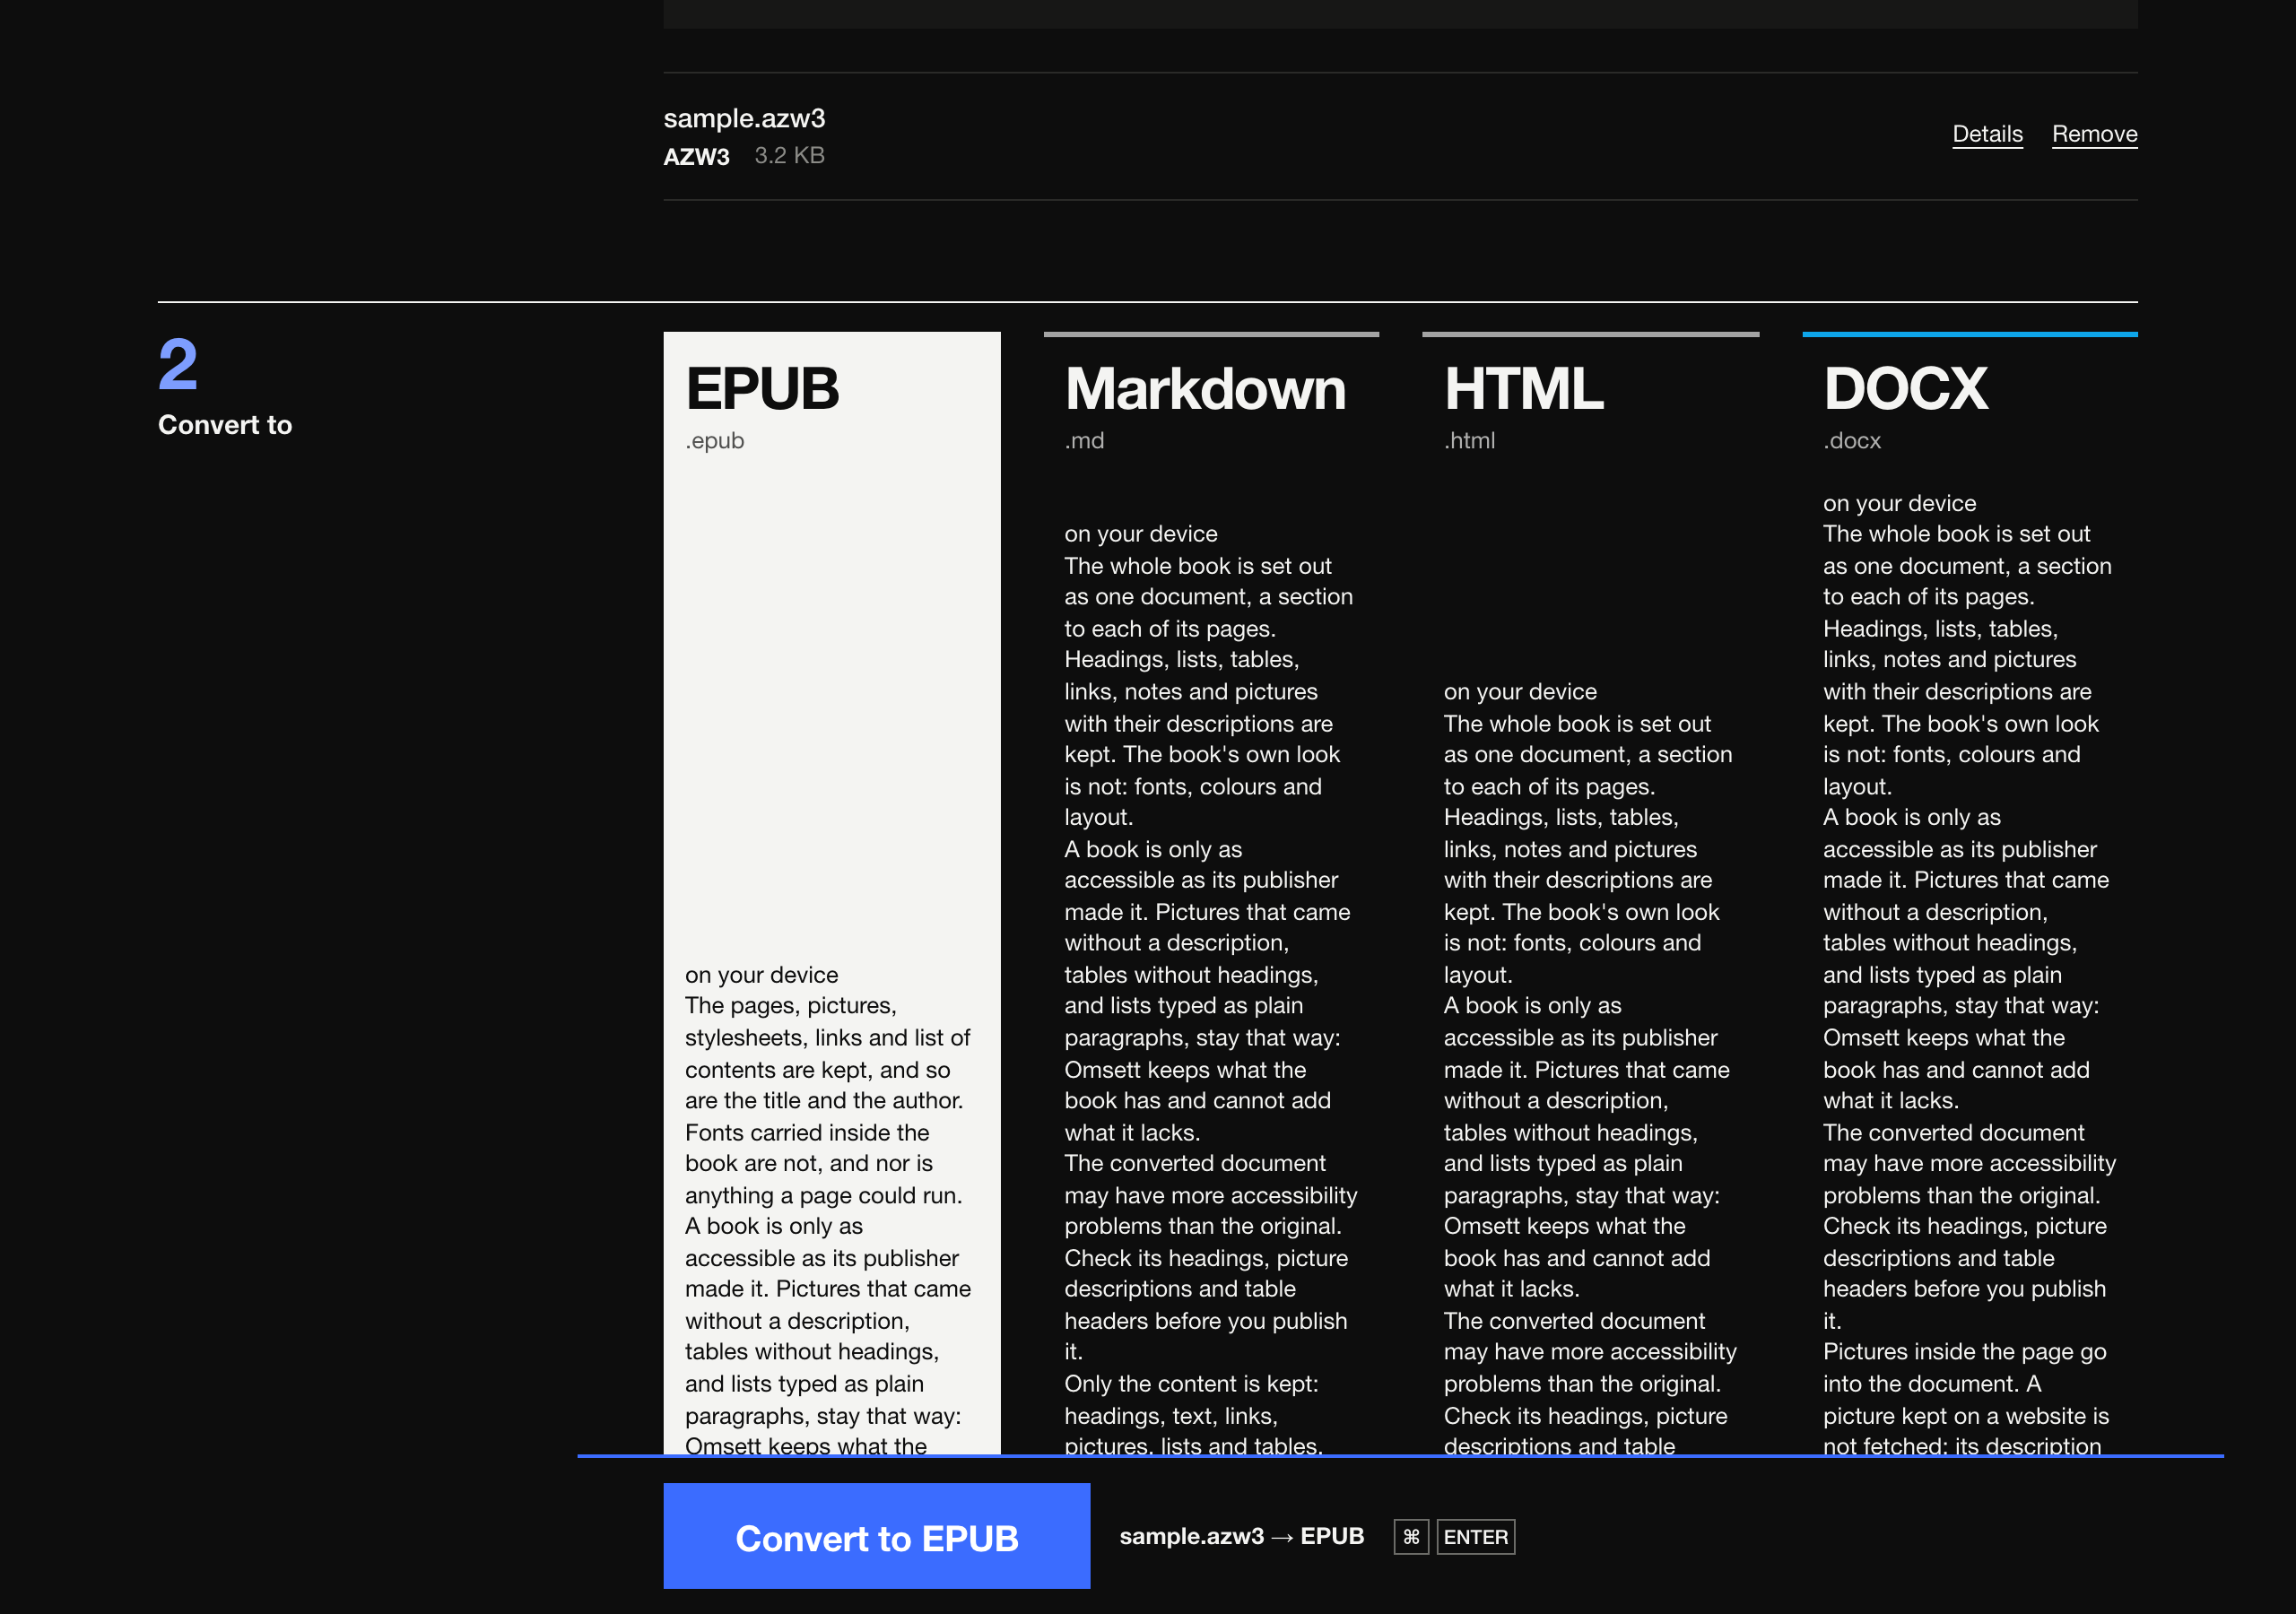 sample.azw3
AZW3 3.2 KB
Details Remove
2
Convert to
EPUB
.epub
on your device
The pages, pictures,
stylesheets, links and list of
contents are kept, and so
are the title and the author.
Fonts carried inside the
book are not, and nor is
anything a page could run.
A book is only as
accessible as its publisher
made it. Pictures that came
without a description,
tables without headings,
and lists typed as plain
paragraphs, stay that way:
Omsett keeps what the
Markdown
.md
on your device
The whole book is set out
as one document, a section
to each of its pages.
Headings, lists, tables,
links, notes and pictures
with their descriptions are
kept. The book's own look
is not: fonts, colours and
layout.
A book is only as
accessible as its publisher
made it. Pictures that came
without a description,
tables without headings,
and lists typed as plain
paragraphs, stay that way:
Omsett keeps what the
book has and cannot add
what it lacks.
The converted document
may have more accessibility
problems than the original.
Check its headings, picture
descriptions and table
headers before you publish
it.
Only the content is kept:
headings, text, links,
pictures, lists and tables.
HTML
.html
on your device
The whole book is set out
as one document, a section
to each of its pages.
Headings, lists, tables,
links, notes and pictures
with their descriptions are
kept. The book's own look
is not: fonts, colours and
layout.
A book is only as
accessible as its publisher
made it. Pictures that came
without a description,
tables without headings,
and lists typed as plain
paragraphs, stay that way:
Omsett keeps what the
book has and cannot add
what it lacks.
The converted document
may have more accessibility
problems than the original.
Check its headings, picture
descriptions and table
DOCX
.docx
on your device
The whole book is set out
as one document, a section
to each of its pages.
Headings, lists, tables,
links, notes and pictures
with their descriptions are
kept. The book's own look
is not: fonts, colours and
layout.
A book is only as
accessible as its publisher
made it. Pictures that came
without a description,
tables without headings,
and lists typed as plain
paragraphs, stay that way:
Omsett keeps what the
book has and cannot add
what it lacks.
The converted document
may have more accessibility
problems than the original.
Check its headings, picture
descriptions and table
headers before you publish
it.
Pictures inside the page go
into the document. A
picture kept on a website is
not fetched: its description
Convert to EPUB
sample.azw3 → EPUB ⌘ ENTER